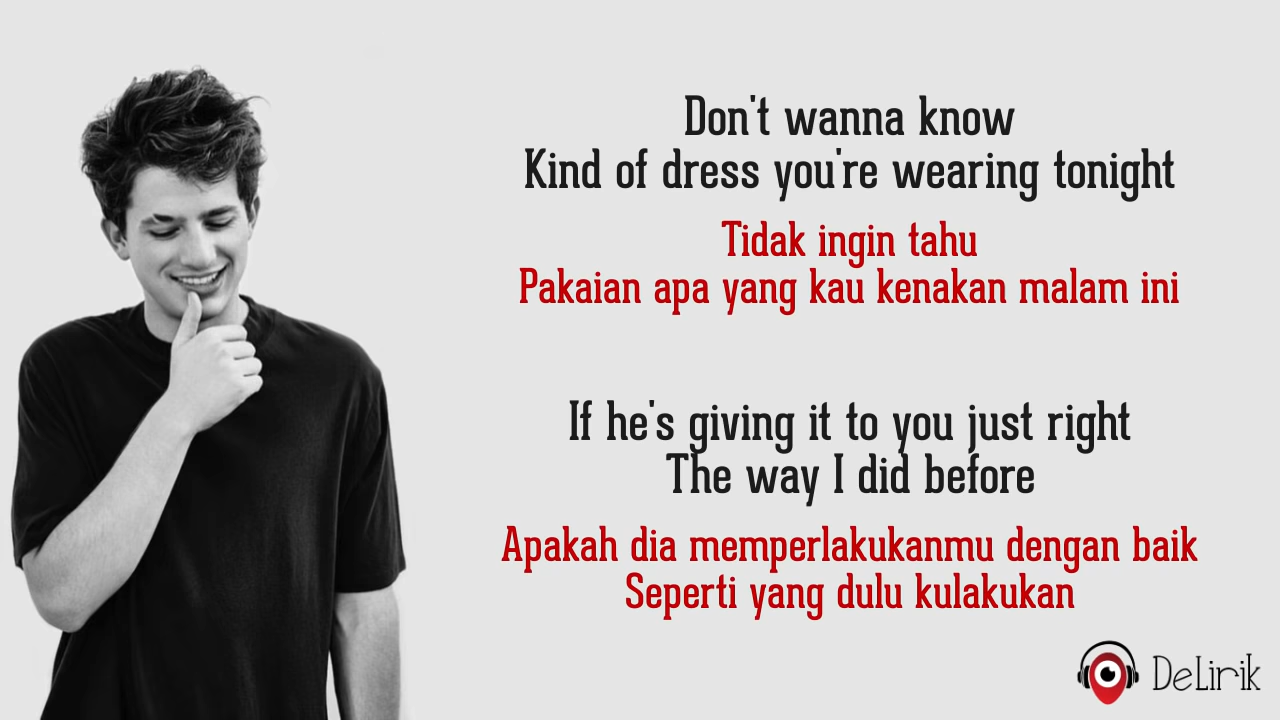 Don't wanna know
Kind of dress you're wearing tonight
Tidak ingin tahu
Pakaian apa yang kau kenakan malam ini
If he's giving it to you just right
The way I did before
Apakah dia memperlakukanmu dengan baik
Seperti yang dulu kulakukan
DeLirik